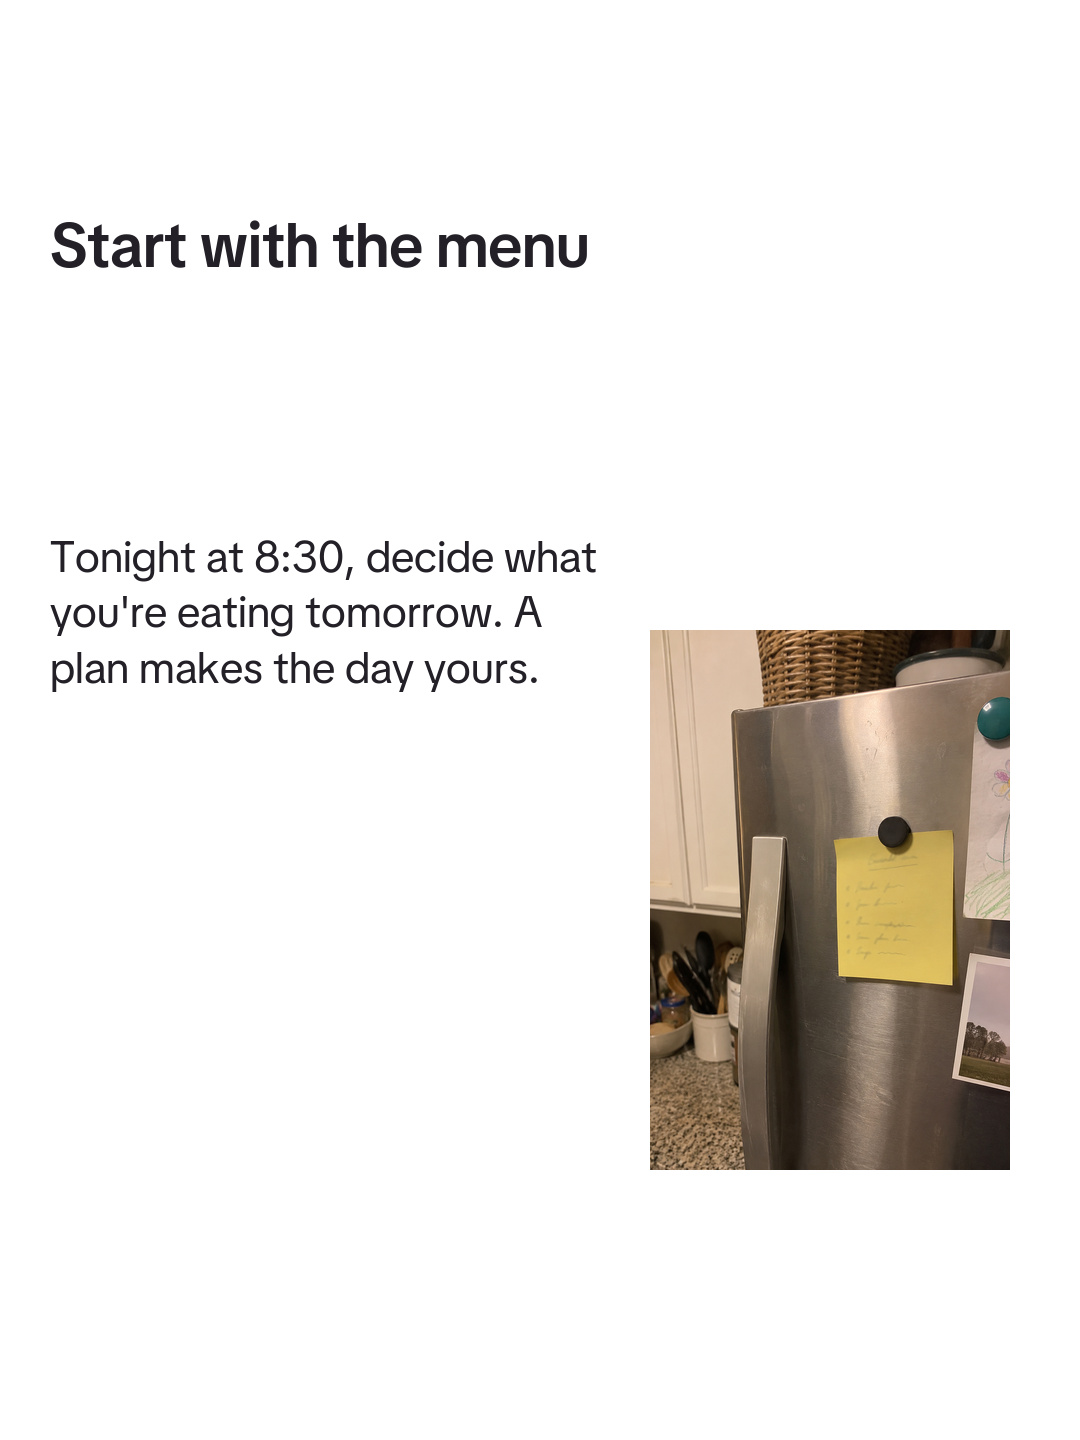 Start with the menu
Tonight at 8:30, decide what
you're eating tomorrow. A
plan makes the day yours.